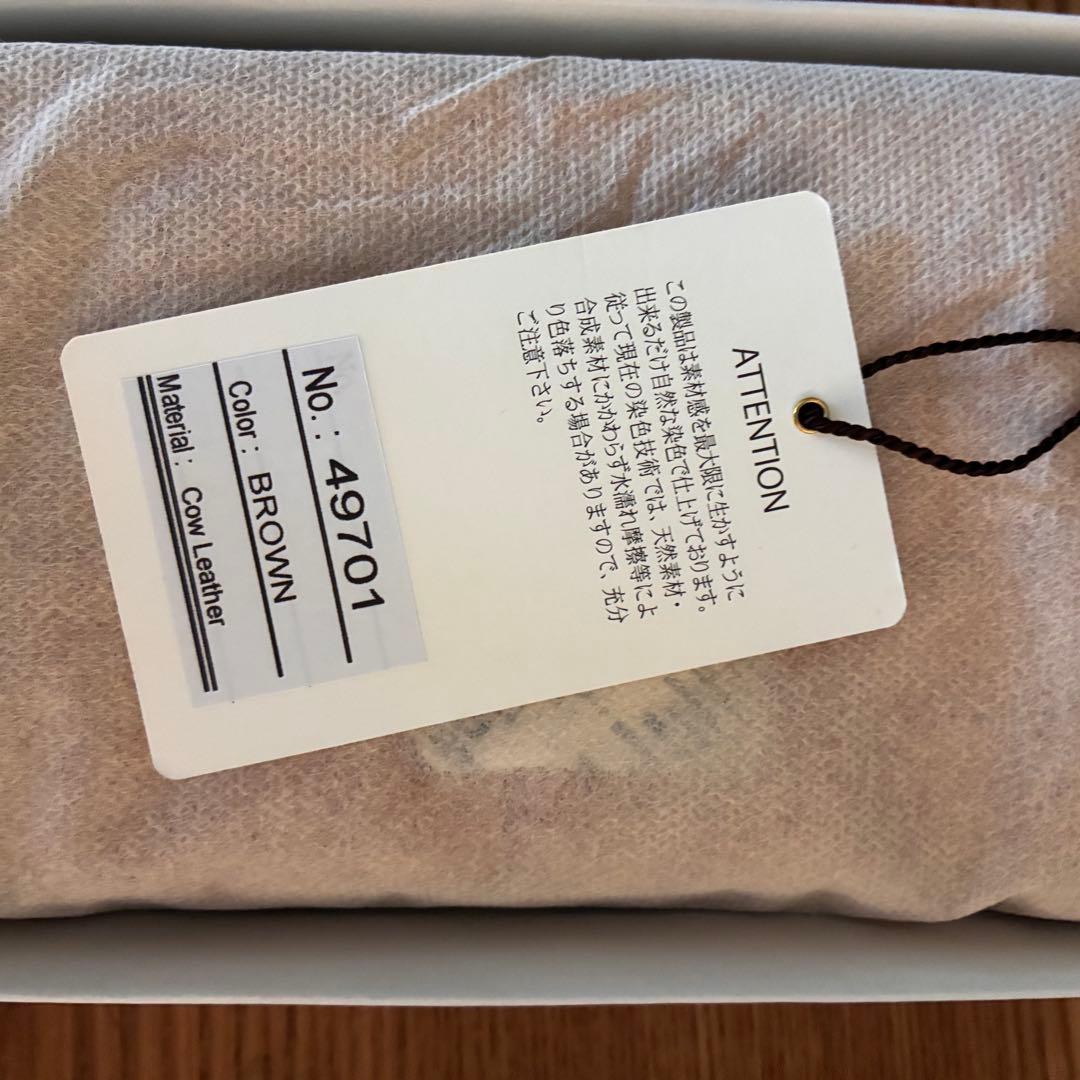 ATTENTION
この製品は素材感を最大限に生かすように
出来るだけ自然な染色で仕上げております。
従って現在の染色技術では、天然素材・
合成素材にかかわらず水濡れ摩擦等によ
り色落ちする場合がありますので、充分
ご注意下さい。
No. : 49701
Color : BROWN
Material : Cow Leather